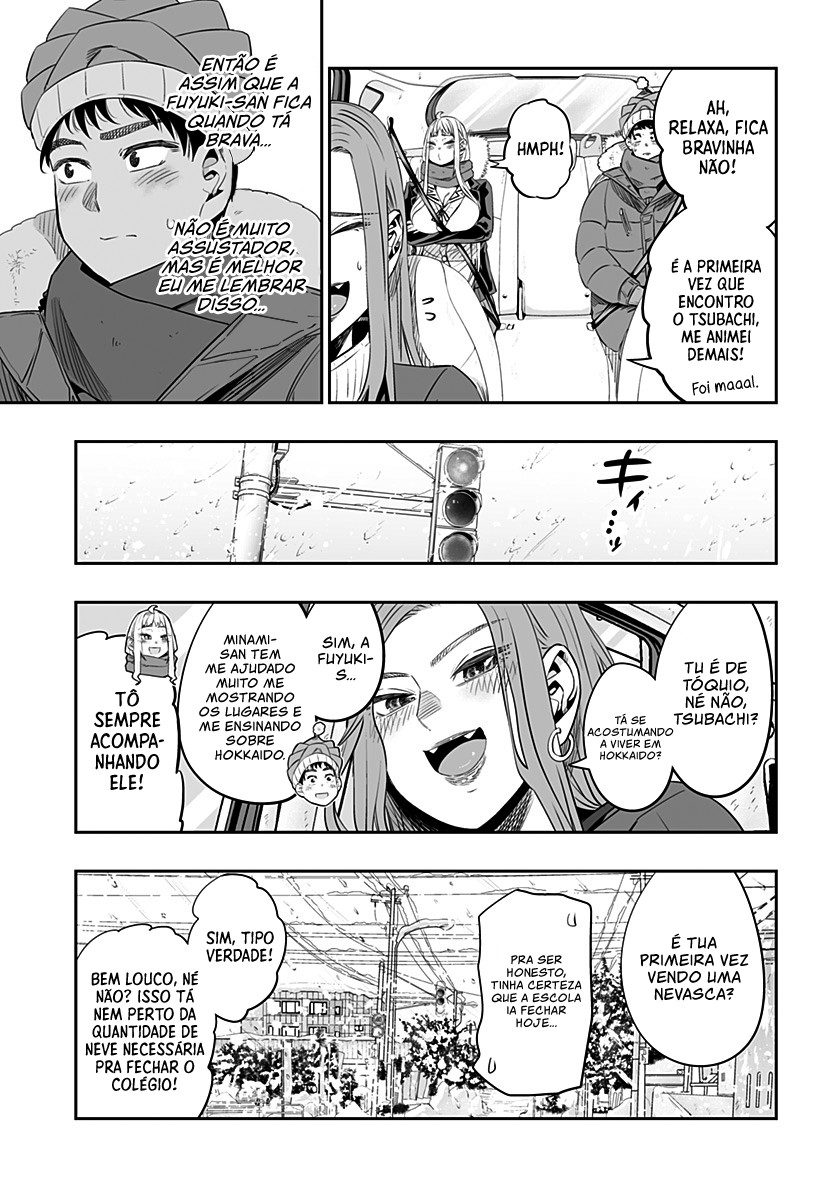 AH,
RELAXA, FICA
BRAVINHA
NÃO!
É A PRIMEIRA
VEZ QUE
ENCONTRO
O TSUBACHI,
ME ANIMEI
DEMAIS!
Foi maaal.
HMPH!
ENTÃO É
ASSIM QUE A
FUYUKI-SAN FICA
QUANDO TÁ
BRAVA...
NÃO É MUITO
ASSUSTADOR,
MAS É MELHOR
EU ME LEMBRAR
DISSO...
キィ
TU É DE
TÓQUIO,
NÉ NÃO,
TSUBACHI?
TÁ SE
ACOSTUMANDO
A VIVER EM
HOKKAIDO?
SIM, A
FUYUKI-
S...
MINAMI-
SAN TEM
ME AJUDADO
MUITO ME
MOSTRANDO
OS LUGARES E
ME ENSINANDO
SOBRE
HOKKAIDO.
TÔ
SEMPRE
ACOMPA-
NHANDO
ELE!
É TUA
PRIMEIRA VEZ
VENDO UMA
NEVASCA?
PRA SER
HONESTO,
TINHA CERTEZA
QUE A ESCOLA
IA FECHAR
HOJE...
SIM, TIPO
VERDADE!
BEM LOUCO, NÉ
NÃO? ISSO TÁ
NEM PERTO DA
QUANTIDADE DE
NEVE NECESSÁRIA
PRA FECHAR O
COLÉGIO!